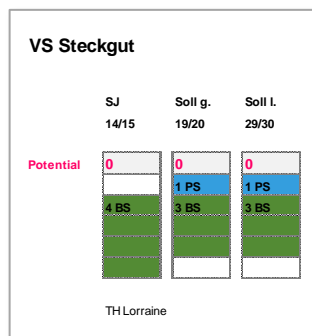 VS Steckgut
SJ Soll g. Soll l.
14/15 19/20 29/30
Potential 0 0 0
1 PS 1 PS
4 BS 3 BS 3 BS
TH Lorraine